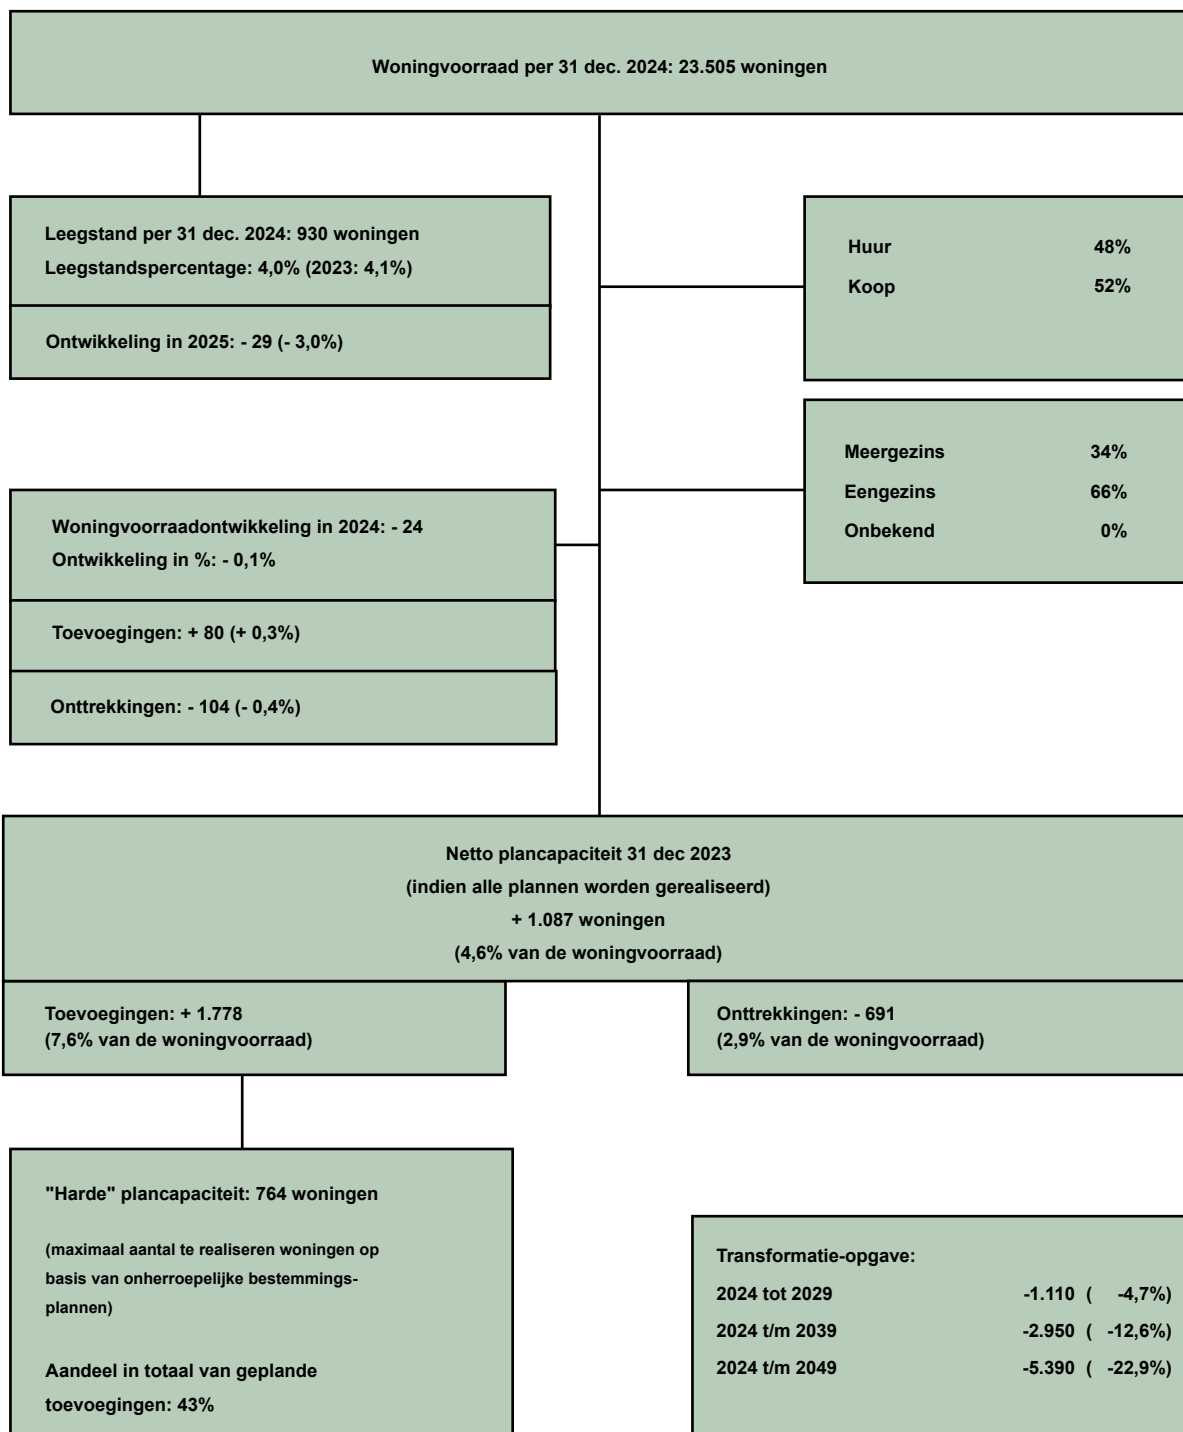 Woningvoorraad per 31 dec. 2024: 23.505 woningen
Leegstand per 31 dec. 2024: 930 woningen
Leegstandspercentage: 4,0% (2023: 4,1%)
Ontwikkeling in 2025: - 29 (- 3,0%)
Huur 48%
Koop 52%
Meergezins 34%
Eengezins 66%
Onbekend 0%
Woningvoorraadontwikkeling in 2024: - 24
Ontwikkeling in %: - 0,1%
Toevoegingen: + 80 (+ 0,3%)
Onttrekkingen: - 104 (- 0,4%)
Netto plancapaciteit 31 dec 2023
(indien alle plannen worden gerealiseerd)
+ 1.087 woningen
(4,6% van de woningvoorraad)
Toevoegingen: + 1.778
(7,6% van de woningvoorraad)
Onttrekkingen: - 691
(2,9% van de woningvoorraad)
"Harde" plancapaciteit: 764 woningen
(maximaal aantal te realiseren woningen op
basis van onherroepelijke bestemmings-
plannen)
Aandeel in totaal van geplande
toevoegingen: 43%
Transformatie-opgave:
2024 tot 2029 -1.110 ( -4,7%)
2024 t/m 2039 -2.950 ( -12,6%)
2024 t/m 2049 -5.390 ( -22,9%)